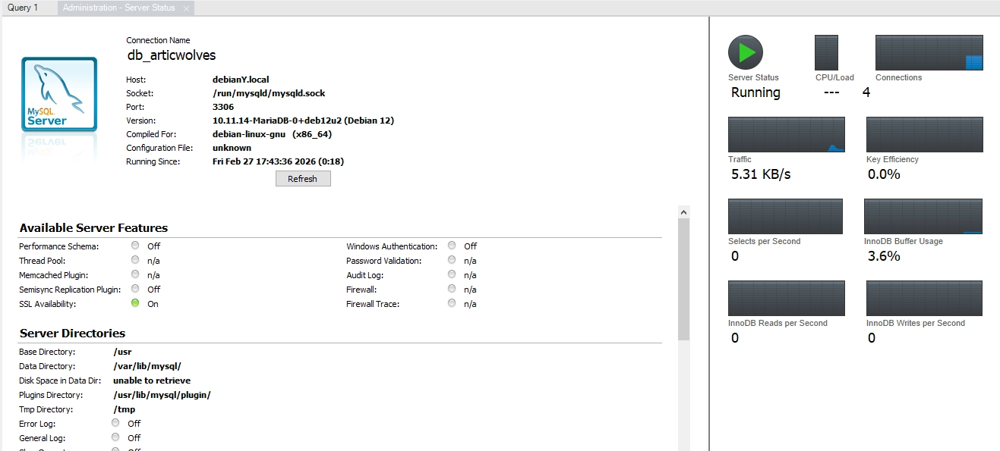 Query 1
Administration - Server Status ×
Connection Name
db_articwolves
MySQL
Server
Host: debianY.local
Socket: /run/mysqld/mysqld.sock
Port: 3306
Version: 10.11.14-MariaDB-0+deb12u2 (Debian 12)
Compiled For: debian-linux-gnu (x86_64)
Configuration File: unknown
Running Since: Fri Feb 27 17:43:36 2026 (0:18)
Refresh
Available Server Features
Performance Schema: Off
Thread Pool: n/a
Memcached Plugin: n/a
Semisync Replication Plugin: Off
SSL Availability: On
Windows Authentication: Off
Password Validation: n/a
Audit Log: n/a
Firewall: n/a
Firewall Trace: n/a
Server Directories
Base Directory: /usr
Data Directory: /var/lib/mysql/
Disk Space in Data Dir: unable to retrieve
Plugins Directory: /usr/lib/mysql/plugin/
Tmp Directory: /tmp
Error Log: Off
General Log: Off
Server Status
Running
CPU/Load
---
Connections
4
Traffic
5.31 KB/s
Key Efficiency
0.0%
Selects per Second
0
InnoDB Buffer Usage
3.6%
InnoDB Reads per Second
0
InnoDB Writes per Second
0